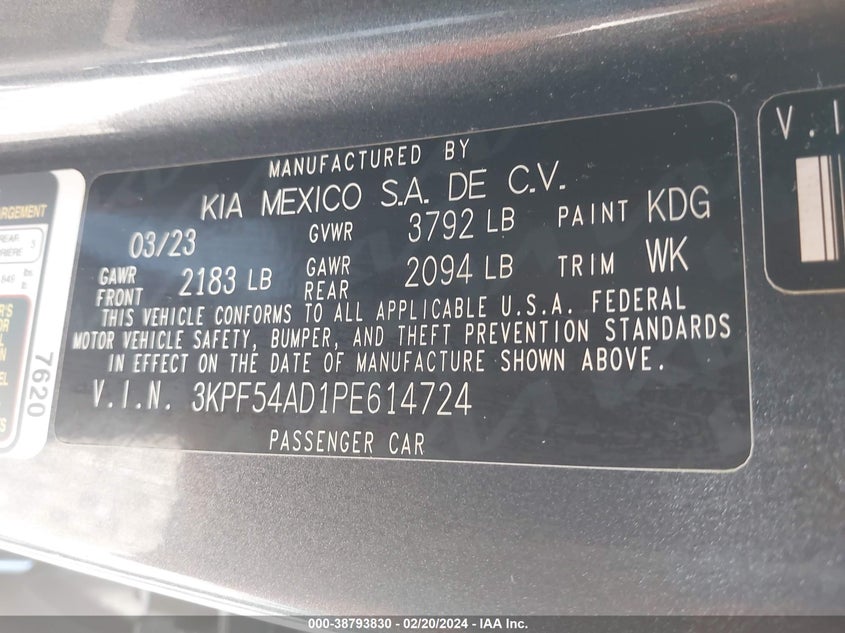 MANUFACTURED BY
KIA MEXICO S.A. DE C.V.
03/23 GVWR 3792 LB PAINT KDG
GAWR FRONT 2183 LB GAWR REAR 2094 LB TRIM WK
THIS VEHICLE CONFORMS TO ALL APPLICABLE U.S.A. FEDERAL
MOTOR VEHICLE SAFETY, BUMPER, AND THEFT PREVENTION STANDARDS
IN EFFECT ON THE DATE OF MANUFACTURE SHOWN ABOVE.
V.I.N. 3KPF54AD1PE614724
PASSENGER CAR
7620
V.I
000-38793830 - 02/20/2024 - IAA Inc.